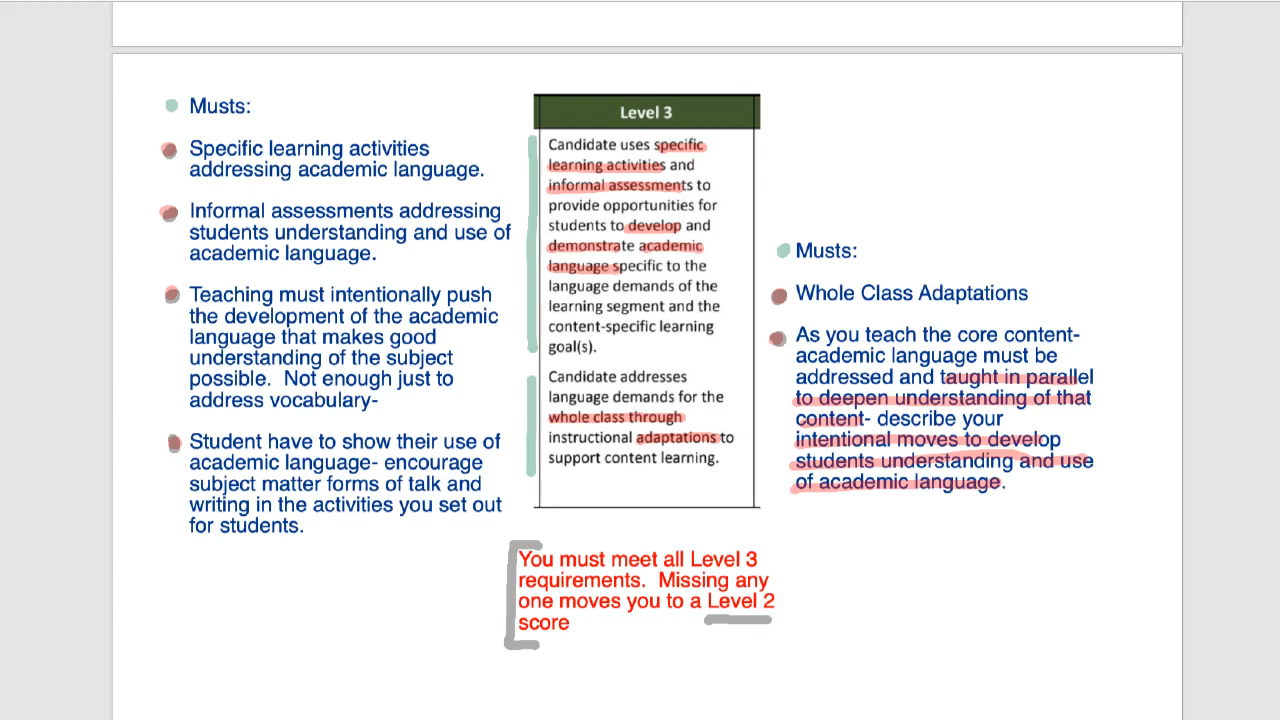 Musts:
Specific learning activities
addressing academic language.
Informal assessments addressing
students understanding and use of
academic language.
Teaching must intentionally push
the development of the academic
language that makes good
understanding of the subject
possible.  Not enough just to
address vocabulary-
Student have to show their use of
academic language- encourage
subject matter forms of talk and
writing in the activities you set out
for students.
Level 3
Candidate uses specific
learning activities and
informal assessments to
provide opportunities for
students to develop and
demonstrate academic
language specific to the
language demands of the
learning segment and the
content-specific learning
goal(s).
Candidate addresses
language demands for the
whole class through
instructional adaptations to
support content learning.
Musts:
Whole Class Adaptations
As you teach the core content-
academic language must be
addressed and taught in parallel
to deepen understanding of that
content- describe your
intentional moves to develop
students understanding and use
of academic language.
You must meet all Level 3
requirements.  Missing any
one moves you to a Level 2
score